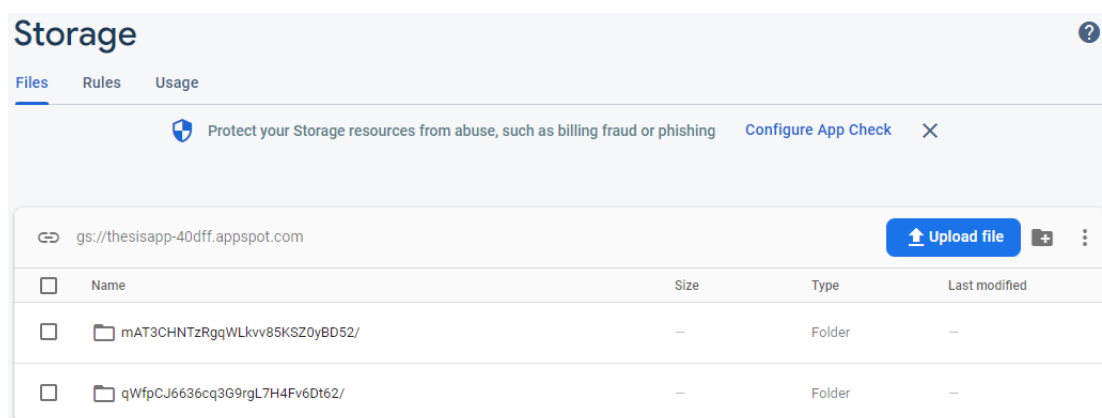 Storage
Files Rules Usage
Protect your Storage resources from abuse, such as billing fraud or phishing Configure App Check
gs://thesisapp-40dff.appspot.com Upload file
Name Size Type Last modified
mAT3CHNTzRgqWLkvv85KSZ0yBD52/ — Folder —
qWfpCJ6636cq3G9rgL7H4Fv6Dt62/ — Folder —